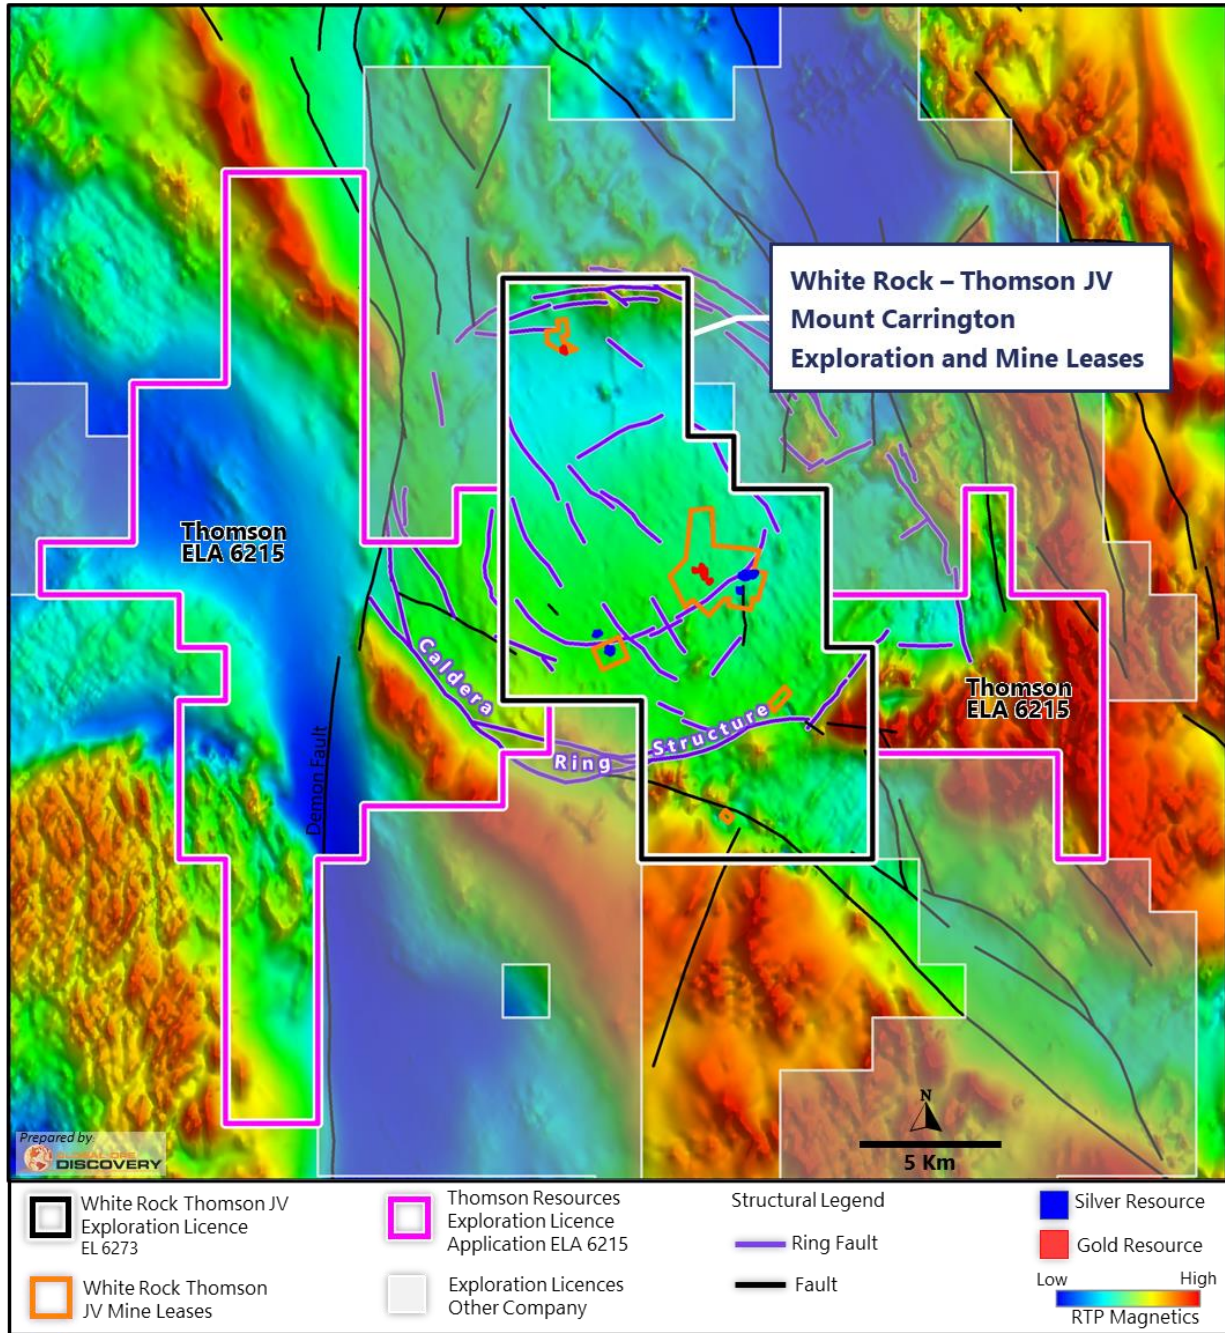 White Rock – Thomson JV
Mount Carrington
Exploration and Mine Leases
Thomson
ELA 6215
Caldera
Ring
Structure
Thomson
ELA 6215
Demon Fault
N
5 Km
Prepared by
GLOBAL ORE
DISCOVERY
White Rock Thomson JV
Exploration Licence
EL 6273
White Rock Thomson
JV Mine Leases
Thomson Resources
Exploration Licence
Application ELA 6215
Exploration Licences
Other Company
Structural Legend
Ring Fault
Fault
Silver Resource
Gold Resource
Low
High
RTP Magnetics